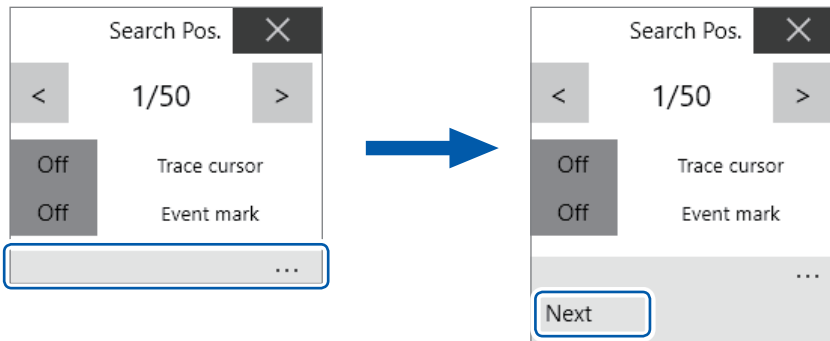 Search Pos. ×
< 1/50 >
Off Trace cursor
Off Event mark
...
Search Pos. ×
< 1/50 >
Off Trace cursor
Off Event mark
...
Next